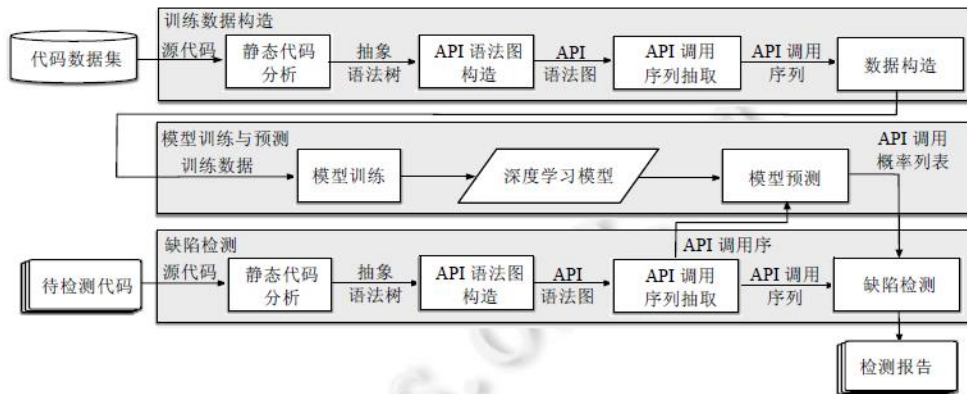 训练数据构造
代码数据集
源代码
静态代码
分析
抽象
语法树
API 语法图
构造
API
语法图
API 调用
序列抽取
API 调用
序列
数据构造
模型训练与预测
训练数据
模型训练
深度学习模型
模型预测
API 调用
概率列表
缺陷检测
API 调用序
待检测代码
源代码
静态代码
分析
抽象
语法树
API 语法图
构造
API
语法图
API 调用
序列抽取
API 调用
序列
缺陷检测
检测报告